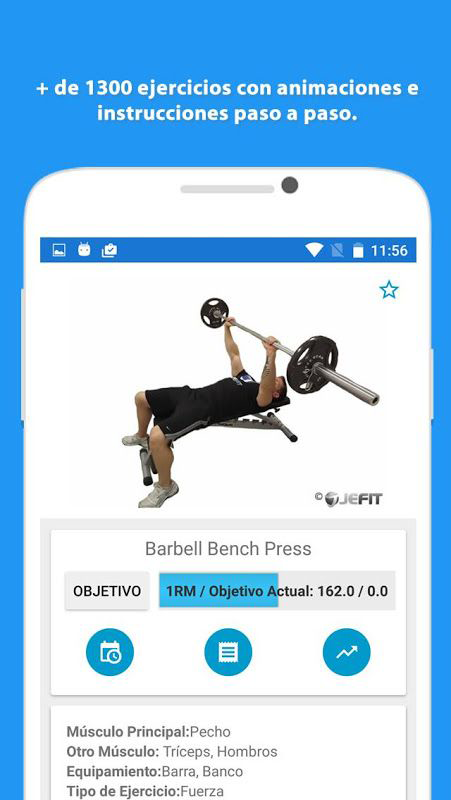 + de 1300 ejercicios con animaciones e
instrucciones paso a paso.
11:56
© JEFIT
Barbell Bench Press
OBJETIVO
1RM / Objetivo Actual: 162.0 / 0.0
Músculo Principal:Pecho
Otro Músculo: Tríceps, Hombros
Equipamiento:Barra, Banco
Tipo de Ejercicio:Fuerza